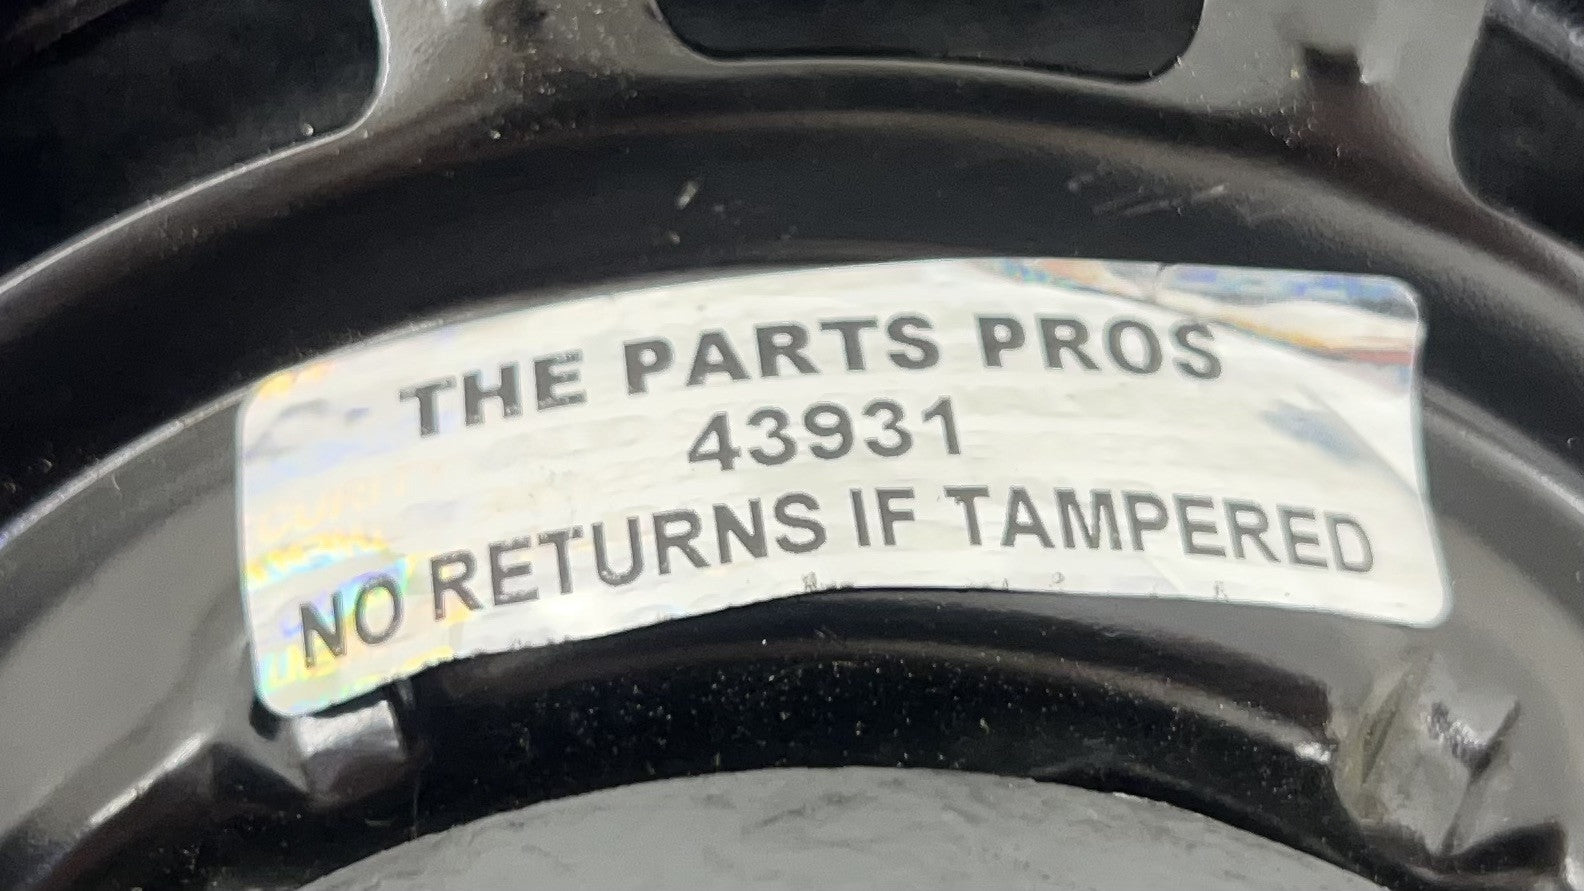 THE PARTS PROS
43931
NO RETURNS IF TAMPERED